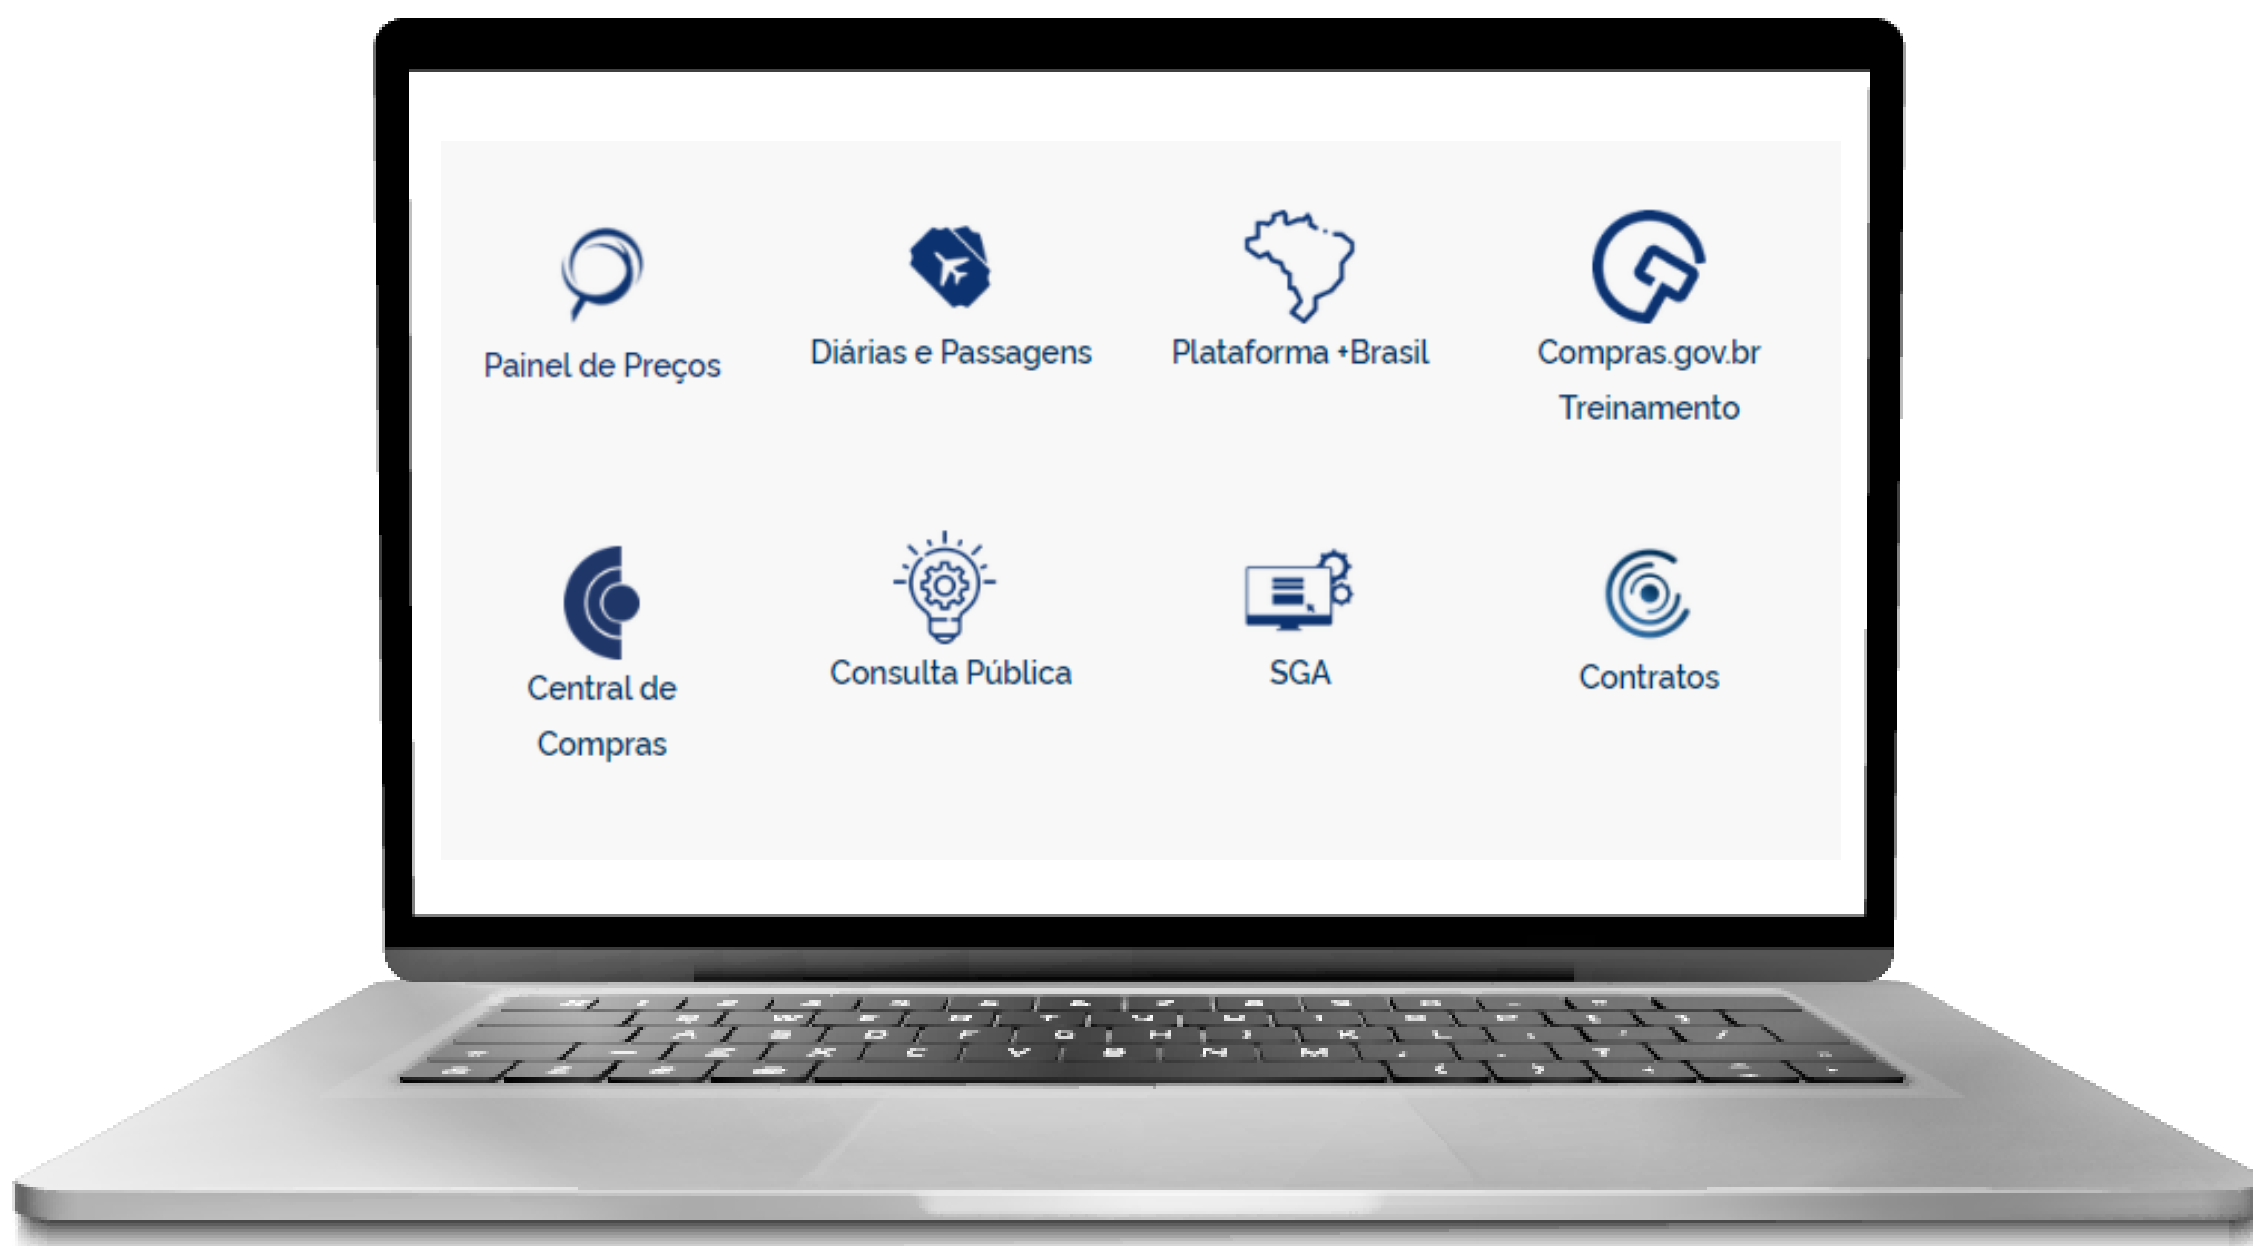 Painel de Preços
Diárias e Passagens
Plataforma +Brasil
Compras.gov.br
Treinamento
Central de
Compras
Consulta Pública
SGA
Contratos